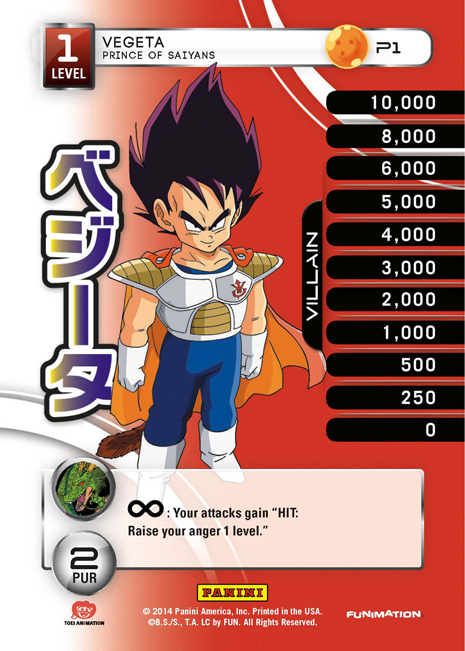 1
LEVEL
VEGETA
PRINCE OF SAIYANS
P1
10,000
8,000
6,000
5,000
4,000
3,000
2,000
1,000
500
250
0
VILLAIN
ベジータ
∞: Your attacks gain “HIT:
Raise your anger 1 level.”
2
PUR
PANINI
TOEI ANIMATION
© 2014 Panini America, Inc. Printed in the USA.
©B.S./S., T.A. LC by FUN. All Rights Reserved.
FUNIMATION